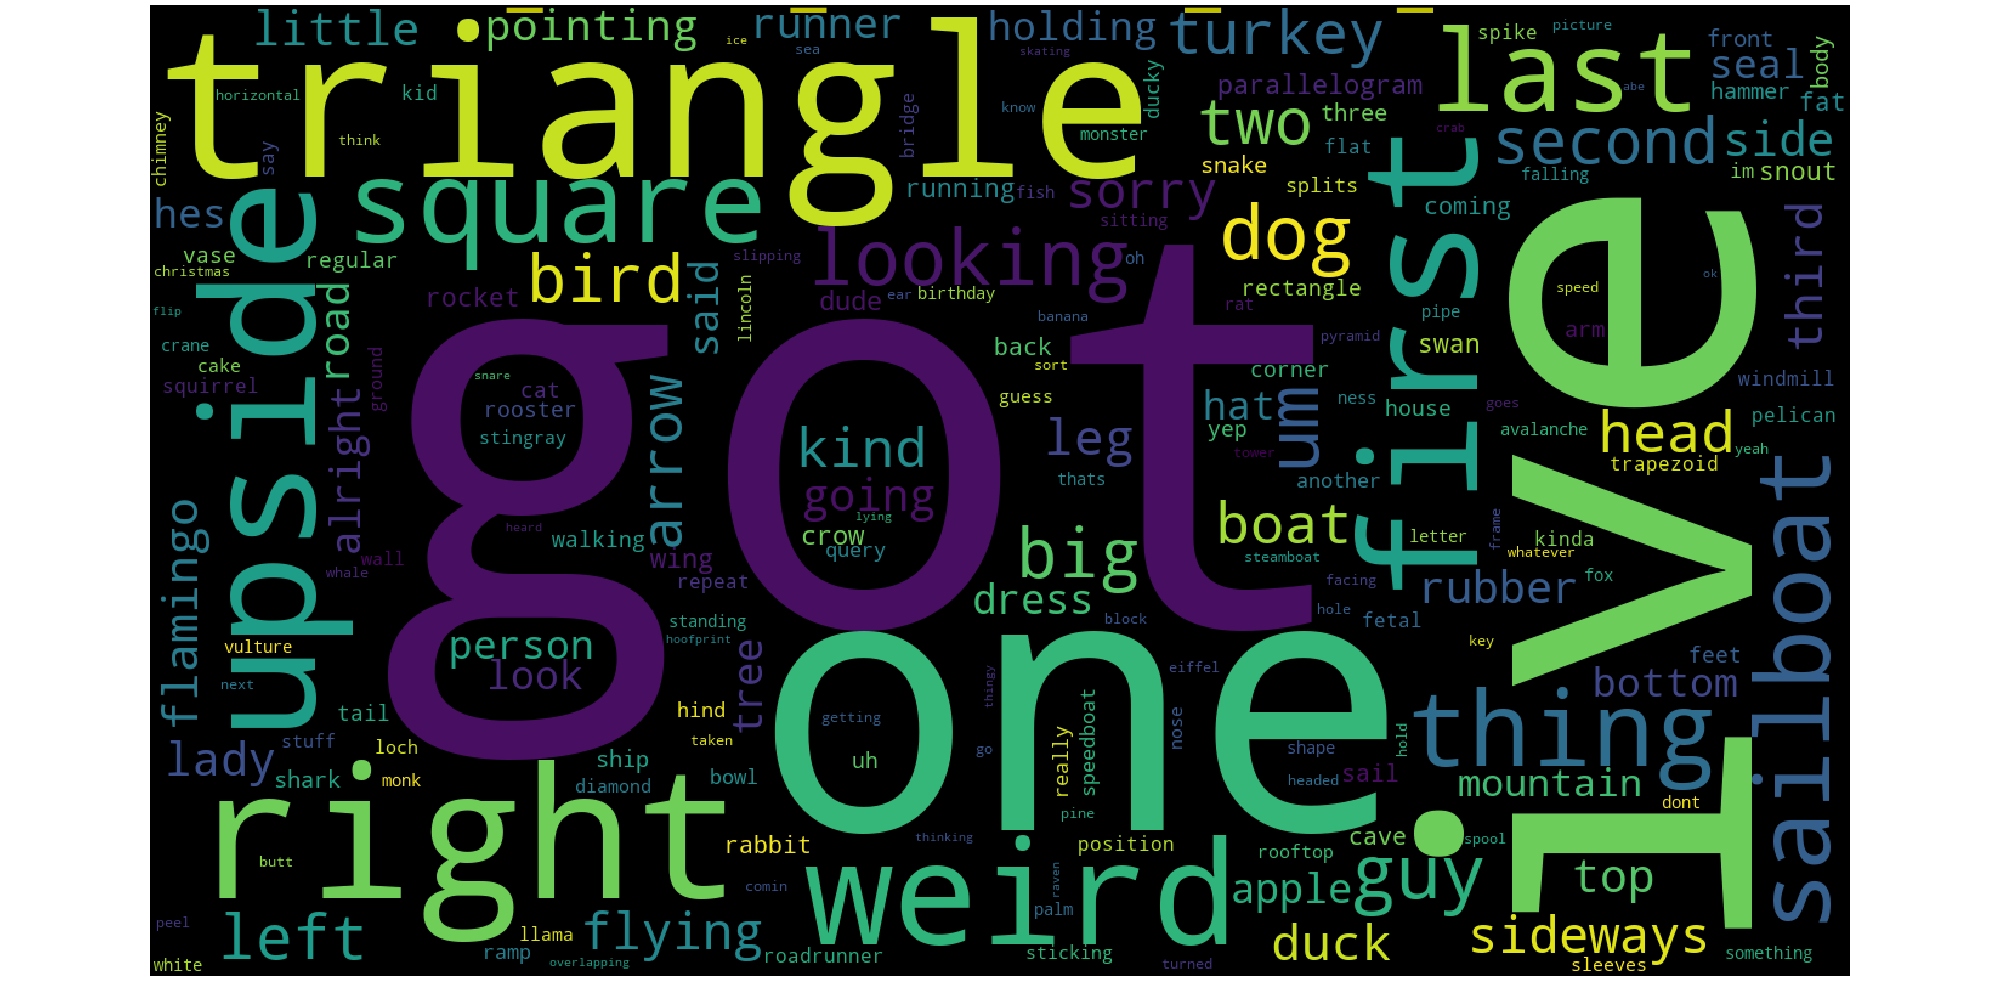 little
pointing
runner
holding
turkey
last
spike
picture
front
body
triangle
ice
sea
skating
ducky
seal
horizontal
kid
bridge
know
parallelogram
abe
hammer
fat
chimney
think
say
monster
two
three
crab
second
side
flat
upside
square
running
fish
sorry
snake
splits
first
falling
im
snout
hes
sitting
dog
coming
third
vase
regular
bird
said
slipping
looking
oh
ok
christmas
rocket
dude
ear
birthday
rectangle
speed
i've
flip
road
lincoln
banana
rat
pipe
arm
crane
cake
squirrel
ground
got
back
sort
pyramid
swan
windmill
snare
cat
arrow
corner
guess
hat
um
ness
house
goes
pelican
alright
rooster
stingray
kind
leg
yep
avalanche
head
yeah
going
thats
tower
another
trapezoid
sailboat
flamingo
heard
lying
crow
boat
letter
frame
kinda
walking
query
big
wall
wing
steamboat
whatever
whale
repeat
dress
facing
rubber
fox
standing
block
hole
fetal
vulture
person
hoofprint
tree
one
key
feet
next
look
thingy
eiffel
bottom
tail
hind
getting
speedboat
nose
thing
lady
stuff
loch
taken
go
really
shape
hold
shark
monk
ship
uh
headed
sail
mountain
diamond
bowl
dont
right
pine
thinking
position
cave
spool
butt
rabbit
weird
rooftop
guy
top
comin
raven
apple
peel
left
palm
flying
llama
duck
sideways
ramp
roadrunner
sticking
something
white
overlapping
turned
sleeves